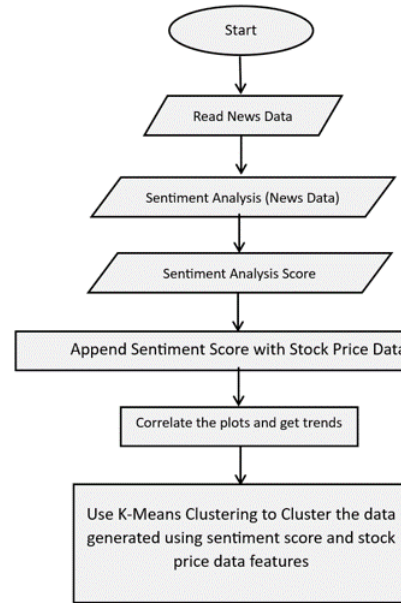 Start
Read News Data
Sentiment Analysis (News Data)
Sentiment Analysis Score
Append Sentiment Score with Stock Price Data
Correlate the plots and get trends
Use K-Means Clustering to Cluster the data
generated using sentiment score and stock
price data features